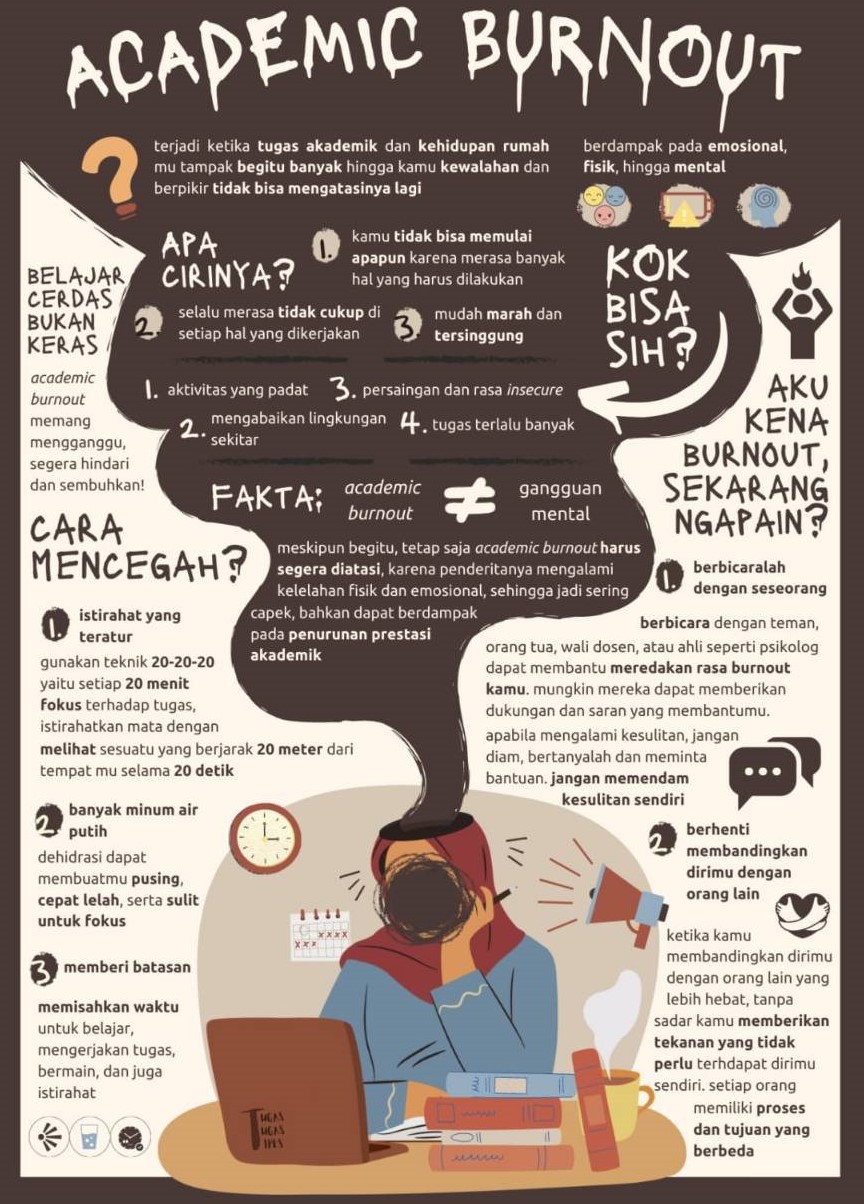 ACADEMIC BURNOUT
terjadi ketika tugas akademik dan kehidupan rumah
mu tampak begitu banyak hingga kamu kewalahan dan
berpikir tidak bisa mengatasinya lagi
berdampak pada emosional,
fisik, hingga mental
APA
CIRINYA?
1. kamu tidak bisa memulai
apapun karena merasa banyak
hal yang harus dilakukan
2. selalu merasa tidak cukup di
setiap hal yang dikerjakan
3. mudah marah dan
tersinggung
KOK
BISA
SIH?
1. aktivitas yang padat
2. mengabaikan lingkungan
sekitar
3. persaingan dan rasa insecure
4. tugas terlalu banyak
BELAJAR
CERDAS
BUKAN
KERAS
academic
burnout
memang
mengganggu,
segera hindari
dan sembuhkan!
FAKTA:
academic
burnout
≠
gangguan
mental
meskipun begitu, tetap saja academic burnout harus
segera diatasi, karena penderitanya mengalami
kelelahan fisik dan emosional, sehingga jadi sering
capek, bahkan dapat berdampak
pada penurunan prestasi
akademik
CARA
MENCEGAH?
1. istirahat yang
teratur
gunakan teknik 20-20-20
yaitu setiap 20 menit
fokus terhadap tugas,
istirahatkan mata dengan
melihat sesuatu yang berjarak 20 meter dari
tempat mu selama 20 detik
2. banyak minum air
putih
dehidrasi dapat
membuatmu pusing,
cepat lelah, serta sulit
untuk fokus
3 memberi batasan
memisahkan waktu
untuk belajar,
mengerjakan tugas,
bermain, dan juga
istirahat
AKU
KENA
BURNOUT,
SEKARANG
NGAPAIN?
1. berbicaralah
dengan seseorang
berbicara dengan teman,
orang tua, wali dosen, atau ahli seperti psikolog
dapat membantu meredakan rasa burnout
kamu. mungkin mereka dapat memberikan
dukungan dan saran yang membantumu.
apabila mengalami kesulitan, jangan
diam, bertanyalah dan meminta
bantuan. jangan memendam
kesulitan sendiri
2. berhenti
membandingkan
dirimu dengan
orang lain
ketika kamu
membandingkan dirimu
dengan orang lain yang
lebih hebat, tanpa
sadar kamu memberikan
tekanan yang tidak
perlu terhdapat dirimu
sendiri. setiap orang
memiliki proses
dan tujuan yang
berbeda
TUGAS
UGAS